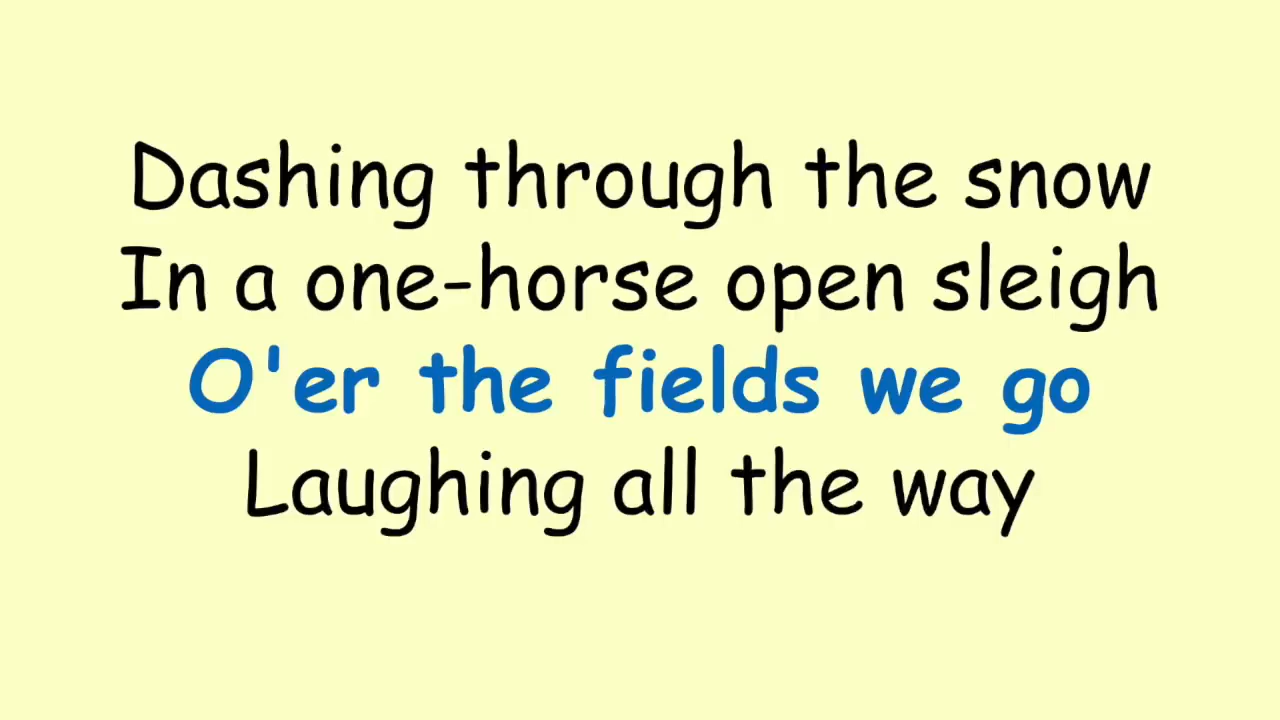 Dashing through the snow
In a one-horse open sleigh
O'er the fields we go
Laughing all the way